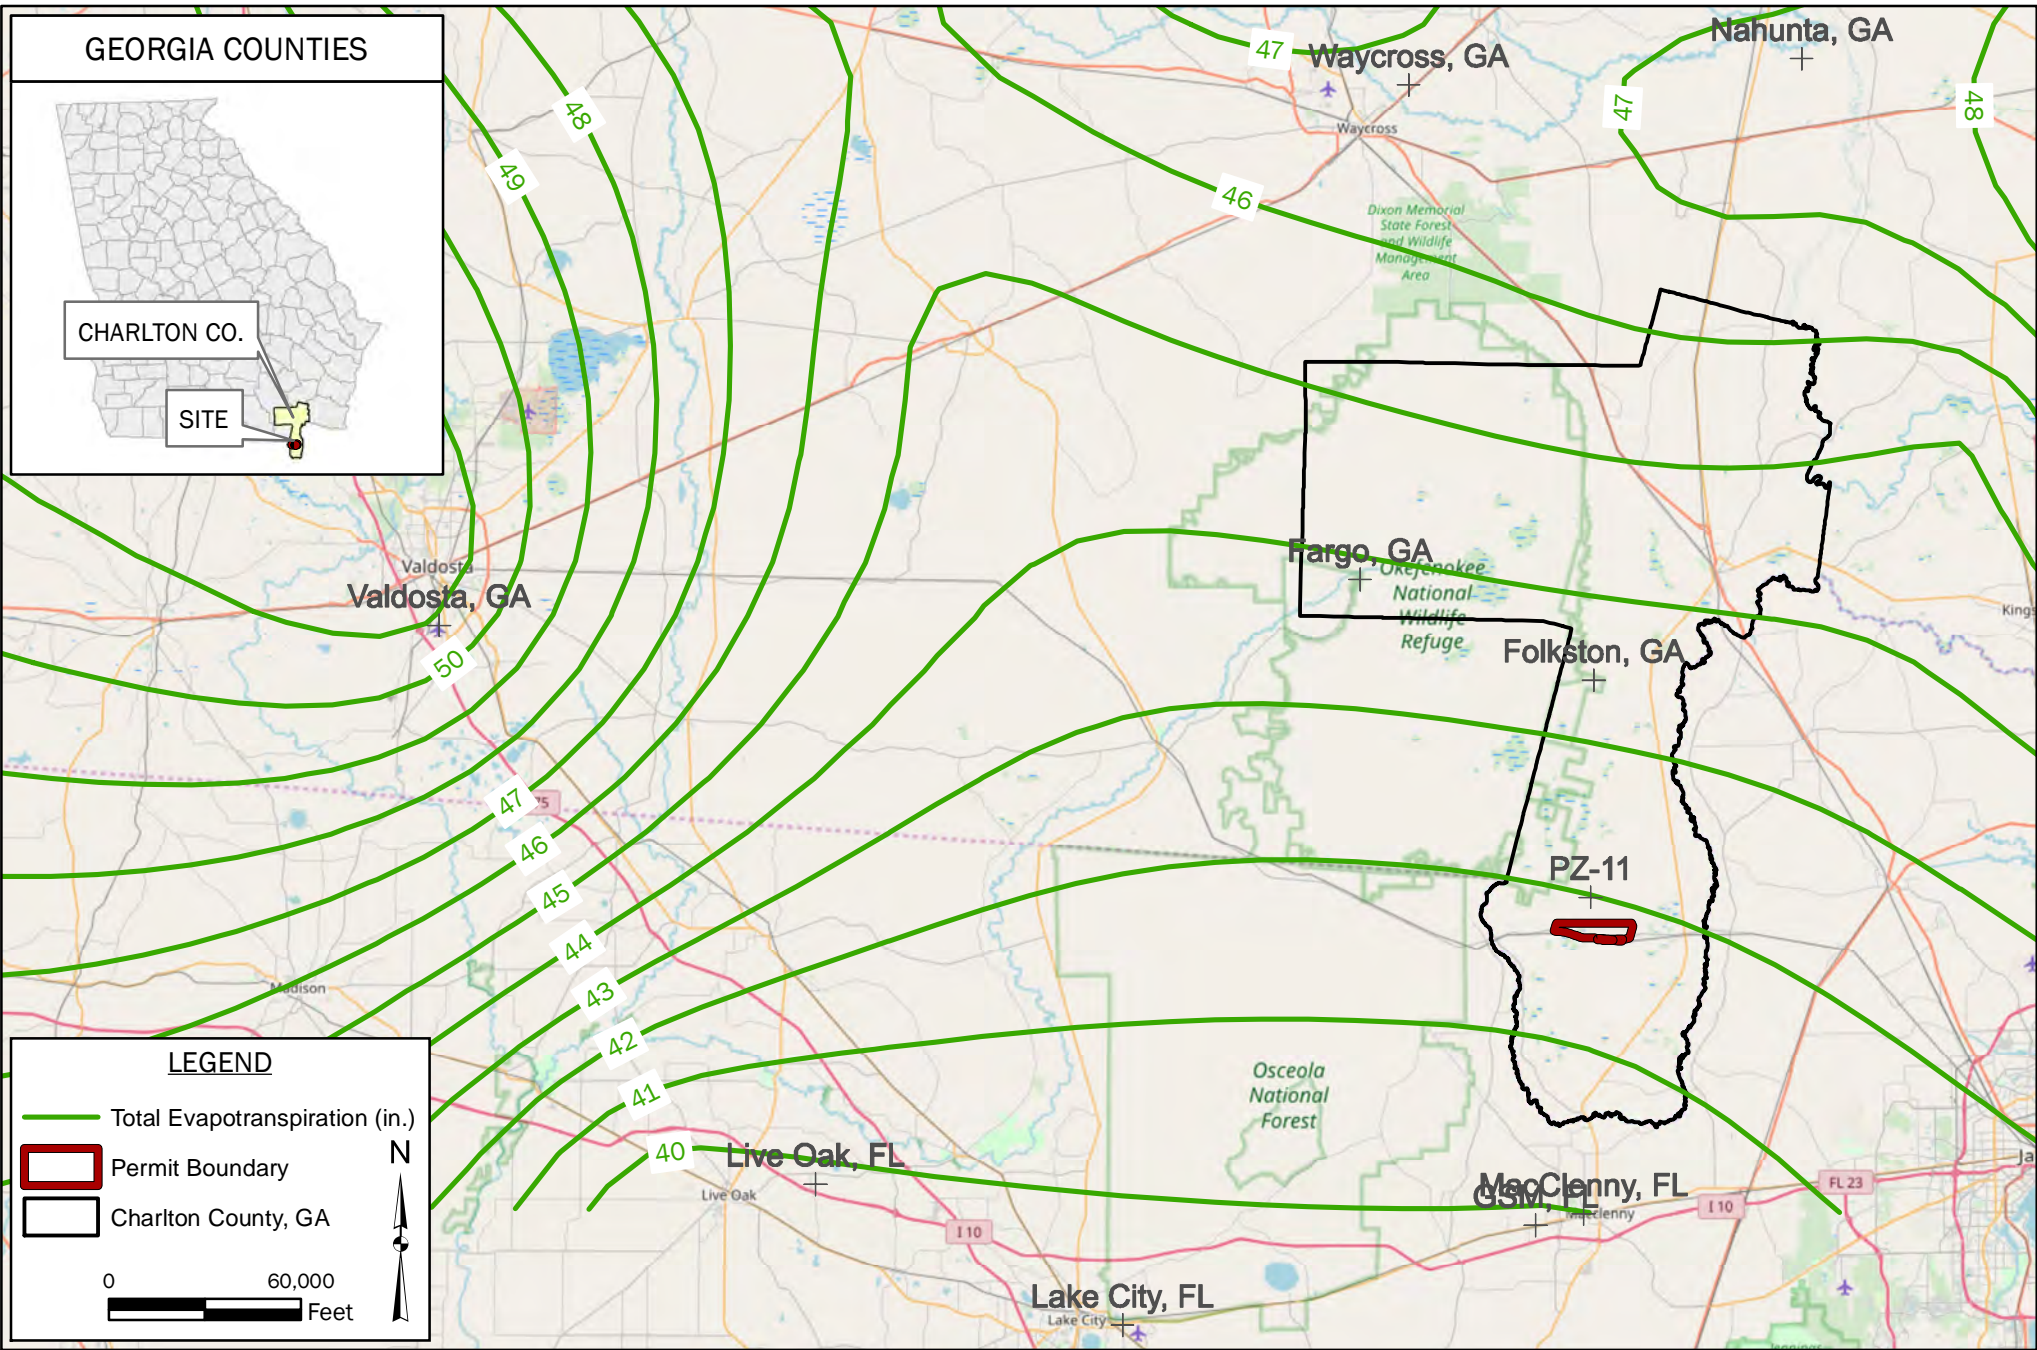 GEORGIA COUNTIES
CHARLTON CO.
SITE
47
Waycross, GA
Nahunta, GA
48
47
48
Waycross
49
46
Dixon Memorial
State Forest
and Wildlife
Management
Area
Valdosta
Valdosta, GA
Fargo, GA
Okefenokee
National
Wildlife
Refuge
Kings
Folkston, GA
50
47
75
46
45
PZ-11
44
43
42
41
40
Madison
Osceola
National
Forest
Live Oak, FL
Live Oak
MacClenny, FL
GSM, FL
Macclenny
FL 23
I 10
I 10
Ja
Lake City, FL
Lake City
LEGEND
Total Evapotranspiration (in.)
Permit Boundary
Charlton County, GA
N
0 60,000
Feet